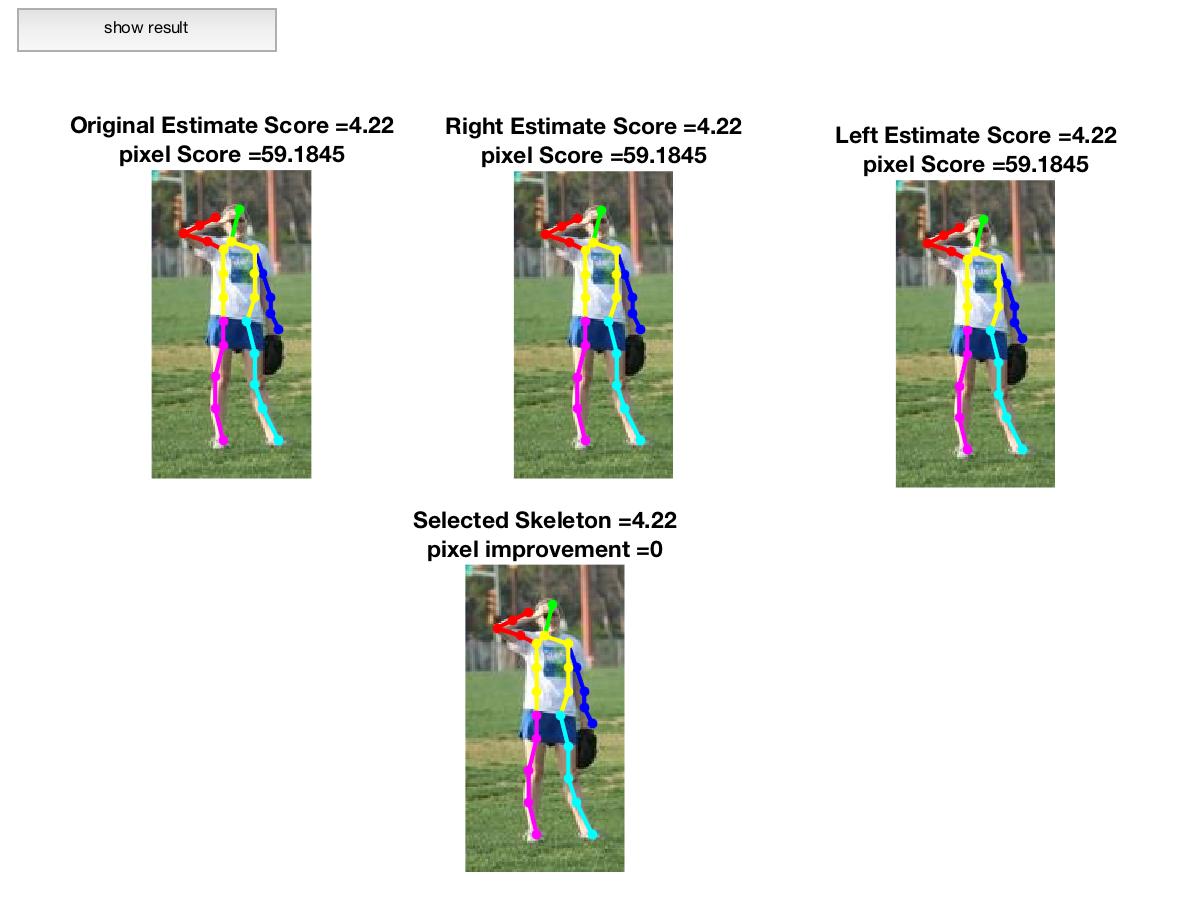 show result
Original Estimate Score =4.22
pixel Score =59.1845
Right Estimate Score =4.22
pixel Score =59.1845
Left Estimate Score =4.22
pixel Score =59.1845
Selected Skeleton =4.22
pixel improvement =0